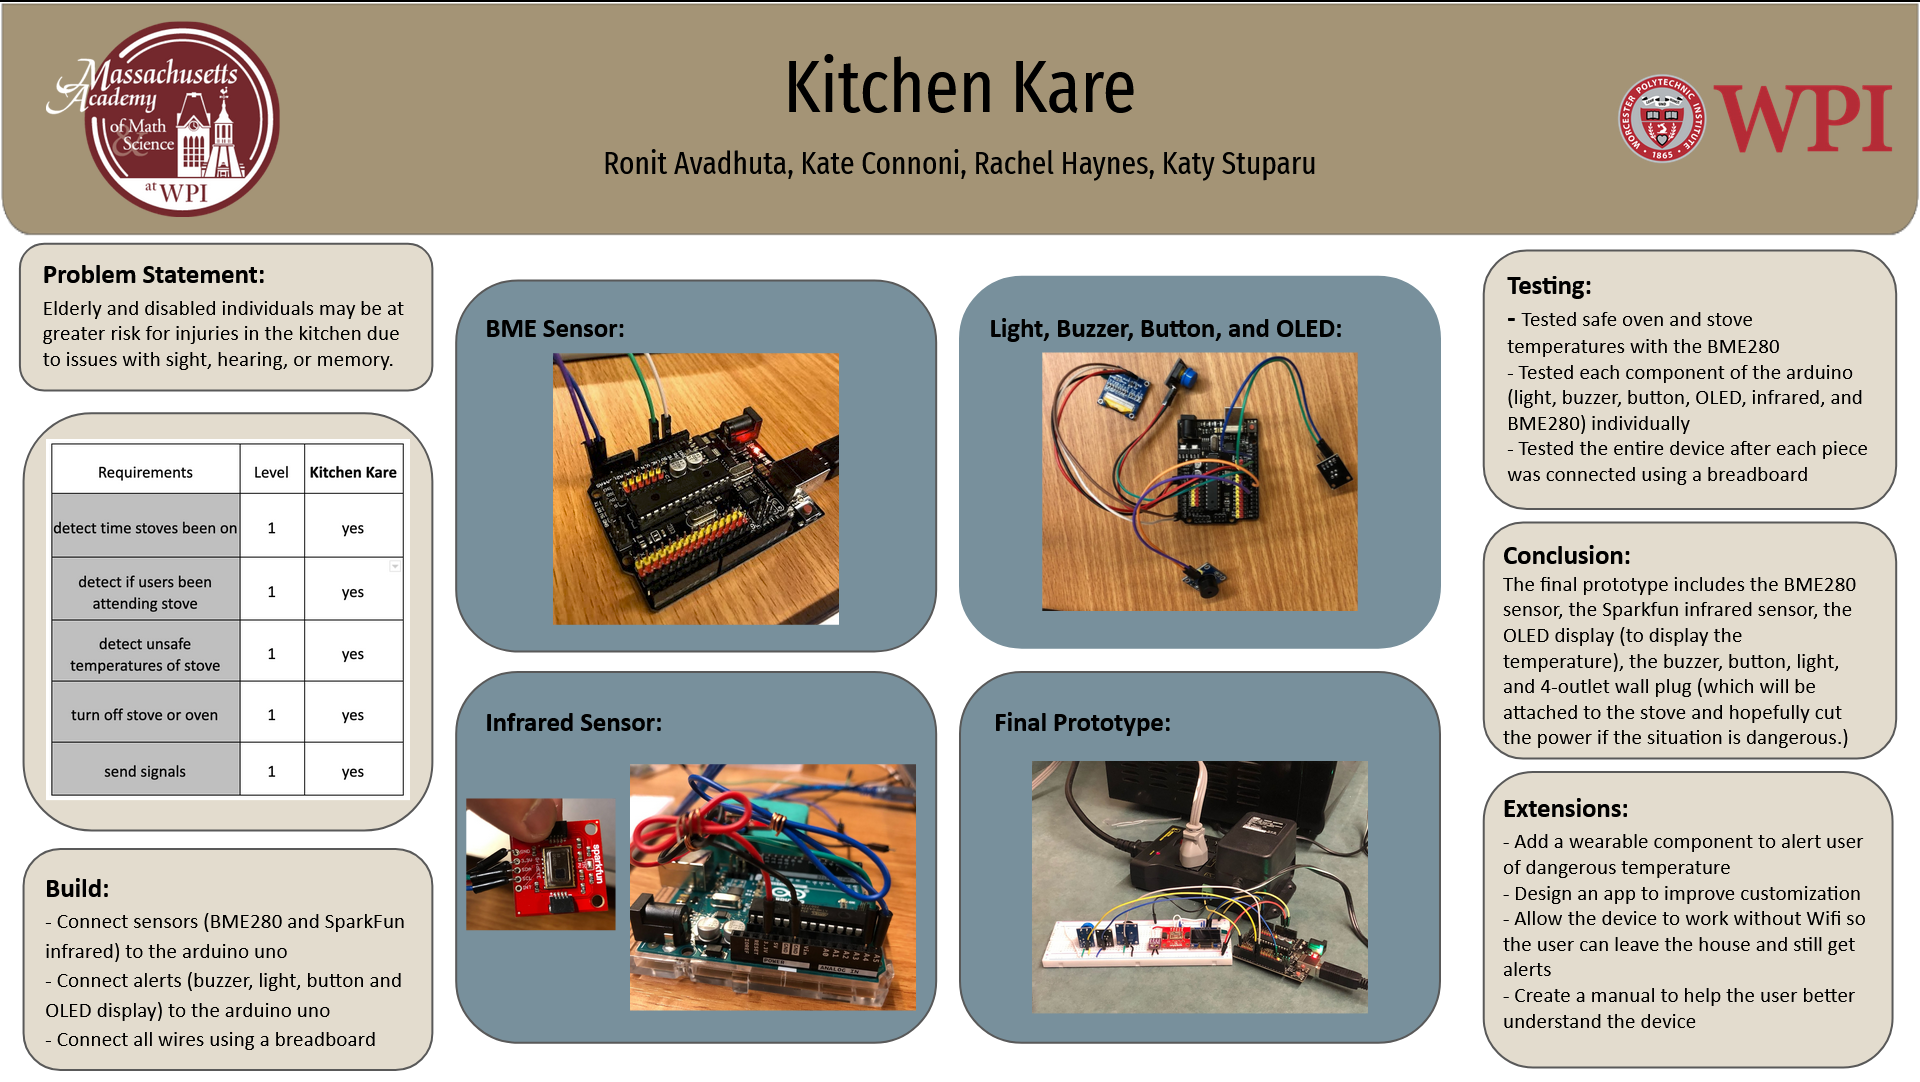 Massachusetts
Academy
of Math
&
Science
at WPI
Kitchen Kare
Ronit Avadhuta, Kate Connoni, Rachel Haynes, Katy Stuparu
WORCESTER POLYTECHNIC INSTITUTE
1865
WPI
Problem Statement:
Elderly and disabled individuals may be at
greater risk for injuries in the kitchen due
to issues with sight, hearing, or memory.
Requirements Level Kitchen Kare
detect time stoves been on 1 yes
detect if users been
attending stove 1 yes
detect unsafe
temperatures of stove 1 yes
turn off stove or oven 1 yes
send signals 1 yes
Build:
- Connect sensors (BME280 and SparkFun
infrared) to the arduino uno
- Connect alerts (buzzer, light, button and
OLED display) to the arduino uno
- Connect all wires using a breadboard
BME Sensor:
Light, Buzzer, Button, and OLED:
Infrared Sensor:
sparkfun
POWER
ANALOG IN
Final Prototype:
Testing:
- Tested safe oven and stove
temperatures with the BME280
- Tested each component of the arduino
(light, buzzer, button, OLED, infrared, and
BME280) individually
- Tested the entire device after each piece
was connected using a breadboard
Conclusion:
The final prototype includes the BME280
sensor, the Sparkfun infrared sensor, the
OLED display (to display the
temperature), the buzzer, button, light,
and 4-outlet wall plug (which will be
attached to the stove and hopefully cut
the power if the situation is dangerous.)
Extensions:
- Add a wearable component to alert user
of dangerous temperature
- Design an app to improve customization
- Allow the device to work without Wifi so
the user can leave the house and still get
alerts
- Create a manual to help the user better
understand the device